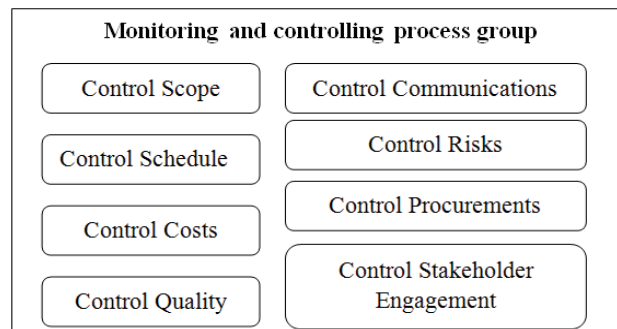 Monitoring and controlling process group
Control Scope
Control Schedule
Control Costs
Control Quality
Control Communications
Control Risks
Control Procurements
Control Stakeholder
Engagement